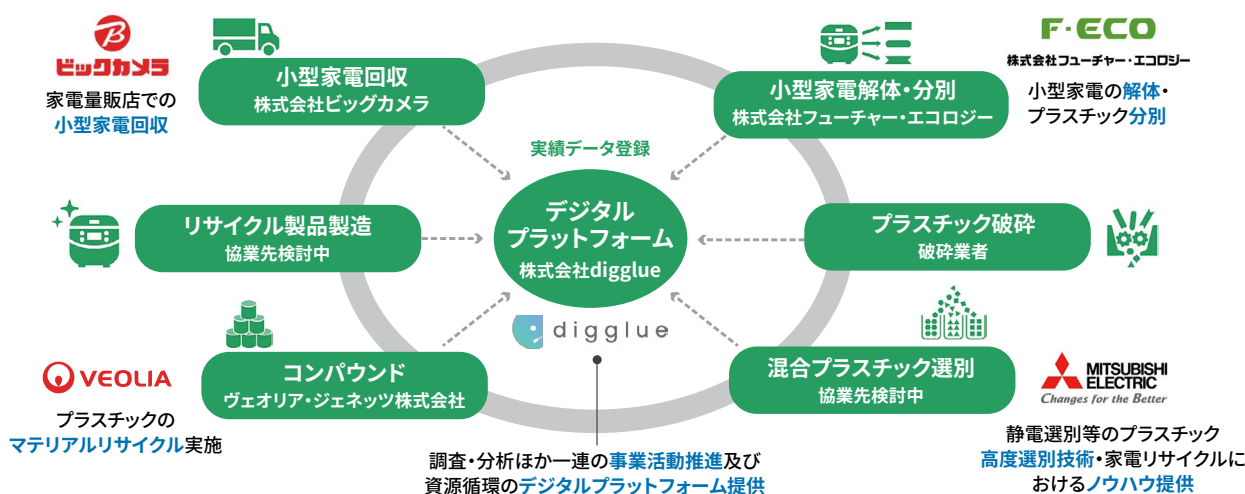 ビックカメラ
家電量販店での
小型家電回収
小型家電回収
株式会社ビッグカメラ
小型家電解体・分別
株式会社フューチャー・エコロジー
F・ECO
株式会社フューチャー・エコロジー
小型家電の解体・
プラスチック分別
実績データ登録
デジタル
プラットフォーム
株式会社digglue
リサイクル製品製造
協業先検討中
プラスチック破砕
破砕業者
digglue
コンパウンド
ヴェオリア・ジェネッツ株式会社
混合プラスチック選別
協業先検討中
VEOLIA
プラスチックの
マテリアルリサイクル実施
MITSUBISHI
ELECTRIC
Changes for the Better
静電選別等のプラスチック
高度選別技術・家電リサイクルに
おけるノウハウ提供
調査・分析ほか一連の事業活動推進及び
資源循環のデジタルプラットフォーム提供